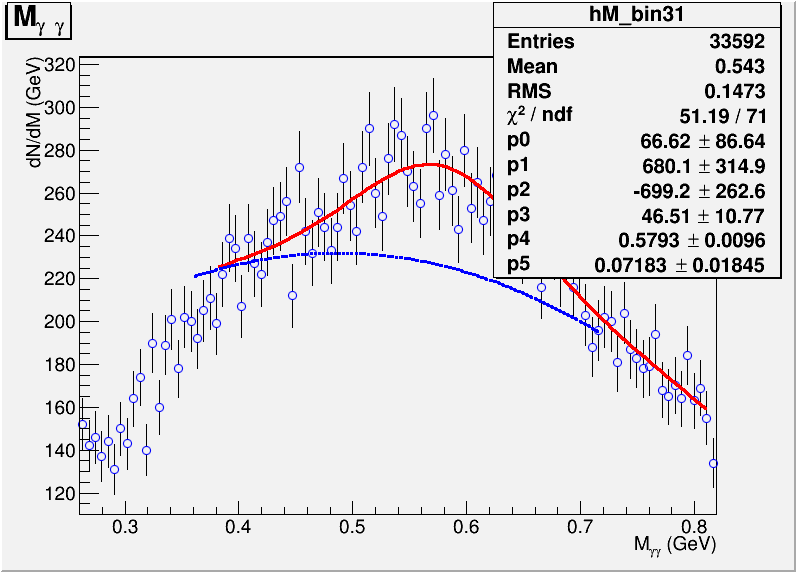 Mγ γ
hM_bin31
Entries 33592
Mean 0.543
RMS 0.1473
χ² / ndf 51.19 / 71
p0 66.62 ± 86.64
p1 680.1 ± 314.9
p2 -699.2 ± 262.6
p3 46.51 ± 10.77
p4 0.5793 ± 0.0096
p5 0.07183 ± 0.01845
dN/dM (GeV)
320
300
280
260
240
220
200
180
160
140
120
0.3 0.4 0.5 0.6 0.7 0.8
Mγγ (GeV)